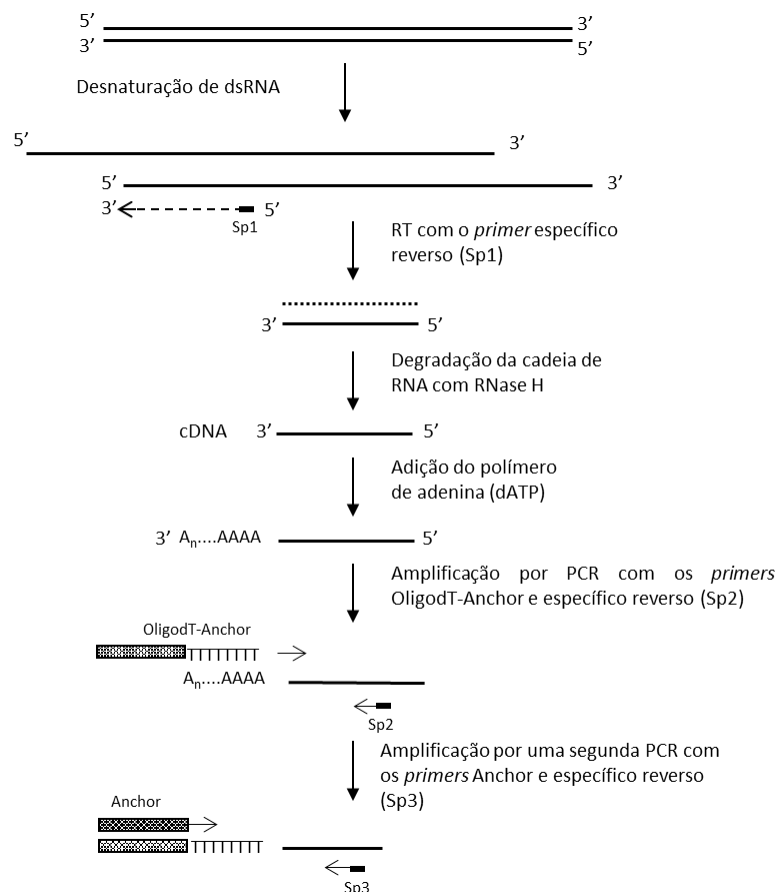 5’ 3’
3’ 5’
Desnaturação de dsRNA
5’ 3’
5’ 3’
3’ 5’
Sp1
RT com o primer específico
reverso (Sp1)
3’ 5’
Degradação da cadeia de
RNA com RNase H
cDNA 3’ 5’
Adição do polímero
de adenina (dATP)
3’ An....AAAA 5’
Amplificação por PCR com os primers
OligodT-Anchor e específico reverso (Sp2)
OligodT-Anchor
TTTTTTTT
An....AAAA
Sp2
Amplificação por uma segunda PCR com
os primers Anchor e específico reverso
(Sp3)
Anchor
TTTTTTTT
Sp3